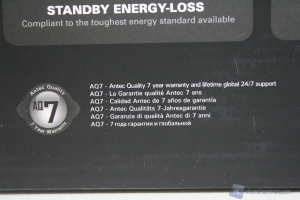 STANDBY ENERGY-LOSS
Compliant to the toughest energy standard available
Antec Quality
AQ7
7 Year Warranty
AQ7 - Antec Quality 7 year warranty and lifetime global 24/7 support
AQ7 - La Garantie qualité Antec 7 ans
AQ7 - Calidad Antec de 7 años de garantía
AQ7 - Antec Qualitäts 7-Jahresgarantie
AQ7 - Garanzia di qualità Antec di 7 anni
AQ7 - 7 года гарантии и глобальной